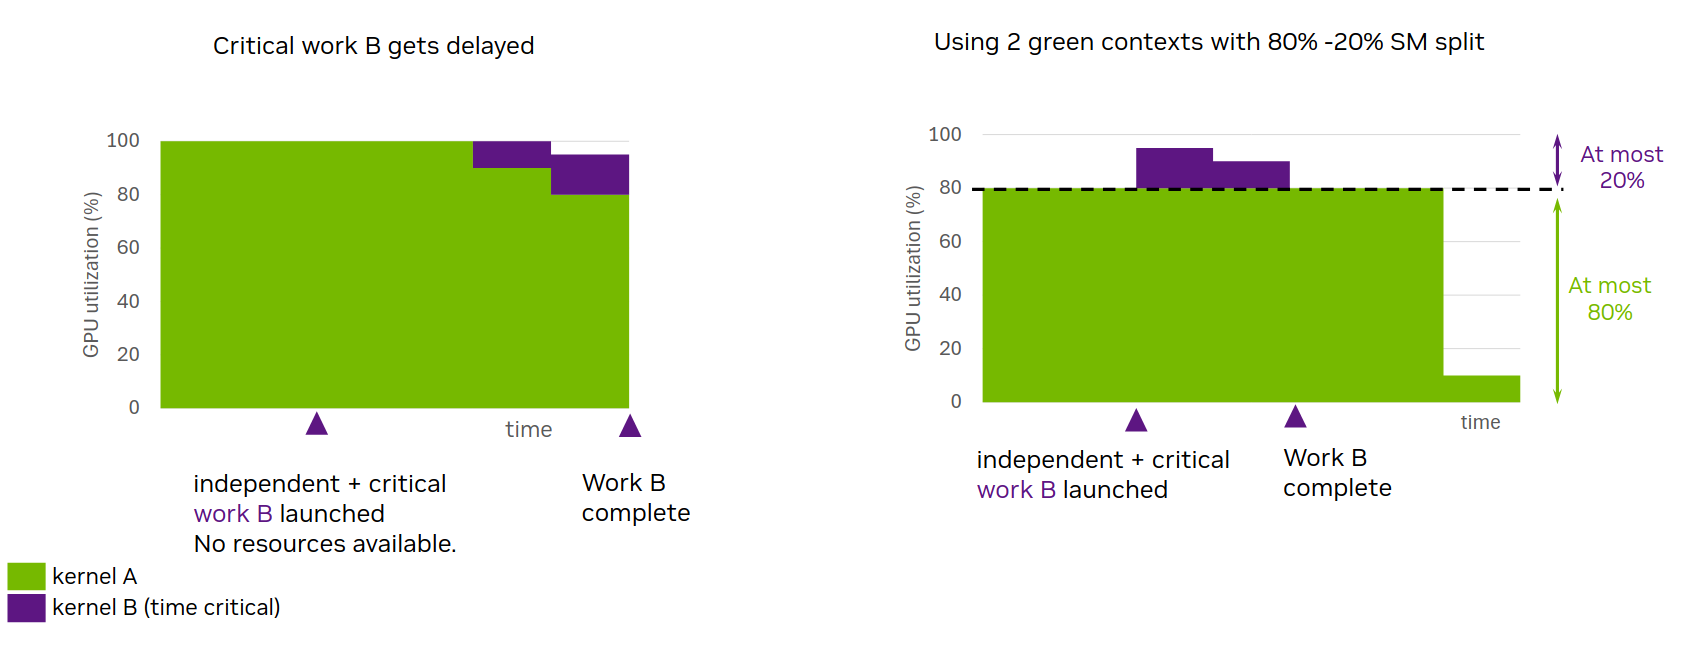 Critical work B gets delayed
100
80
60
40
20
0
GPU utilization (%)
time
independent + critical
work B launched
No resources available.
Work B
complete
kernel A
kernel B (time critical)
Using 2 green contexts with 80% -20% SM split
100
80
60
40
20
0
GPU utilization (%)
time
At most
20%
At most
80%
independent + critical
work B launched
Work B
complete